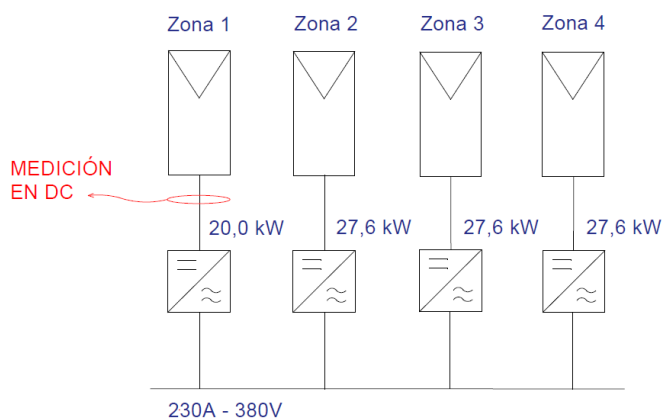 Zona 1
Zona 2
Zona 3
Zona 4
MEDICIÓN
EN DC
20,0 kW
27,6 kW
27,6 kW
27,6 kW
230A - 380V